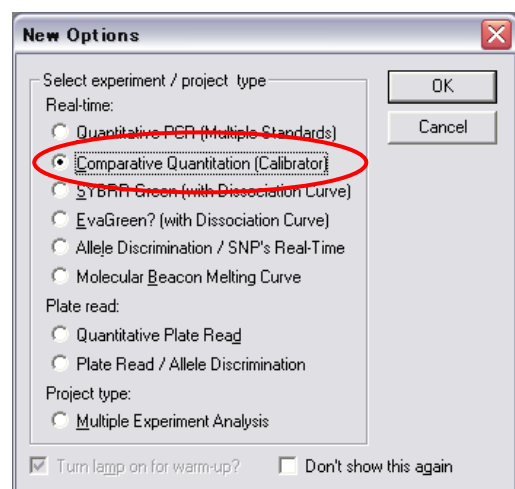 New Options
Select experiment / project type
Real-time:
Quantitative PCR (Multiple Standards)
Comparative Quantitation (Calibrator)
SYBR Green (with Dissociation Curve)
EvaGreen? (with Dissociation Curve)
Allele Discrimination / SNP's Real-Time
Molecular Beacon Melting Curve
Plate read:
Quantitative Plate Read
Plate Read / Allele Discrimination
Project type:
Multiple Experiment Analysis
OK
Cancel
Turn lamp on for warm-up?
Don't show this again